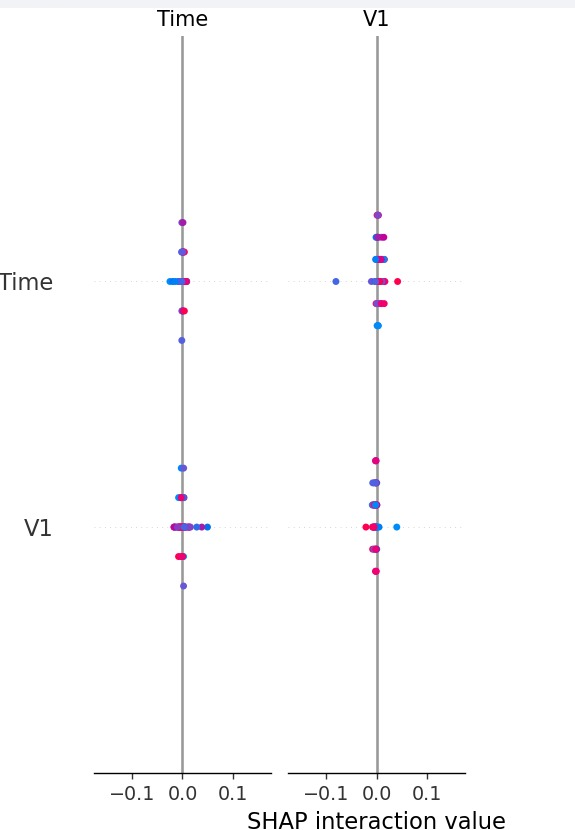 Time V1
Time
V1
−0.1 0.0 0.1 −0.1 0.0 0.1
SHAP interaction value